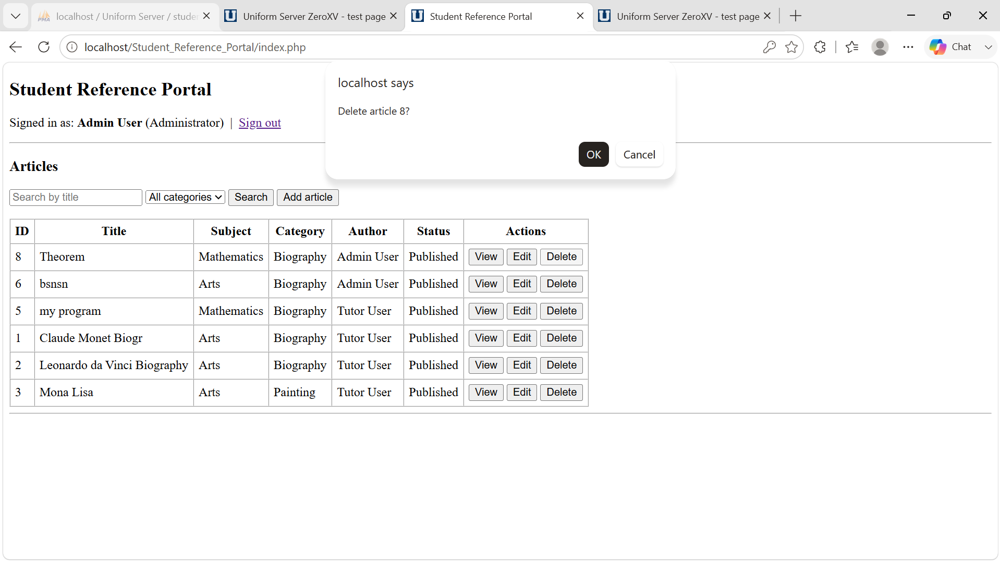 PMA localhost / Uniform Server / stude
Uniform Server ZeroXV - test page
Student Reference Portal
Uniform Server ZeroXV - test page
localhost/Student_Reference_Portal/index.php
Chat
localhost says
Delete article 8?
OK Cancel
Student Reference Portal
Signed in as: Admin User (Administrator) | Sign out
Articles
Search by title All categories Search Add article
ID Title Subject Category Author Status Actions
8 Theorem Mathematics Biography Admin User Published View Edit Delete
6 bsnsn Arts Biography Admin User Published View Edit Delete
5 my program Mathematics Biography Tutor User Published View Edit Delete
1 Claude Monet Biogr Arts Biography Tutor User Published View Edit Delete
2 Leonardo da Vinci Biography Arts Biography Tutor User Published View Edit Delete
3 Mona Lisa Arts Painting Tutor User Published View Edit Delete